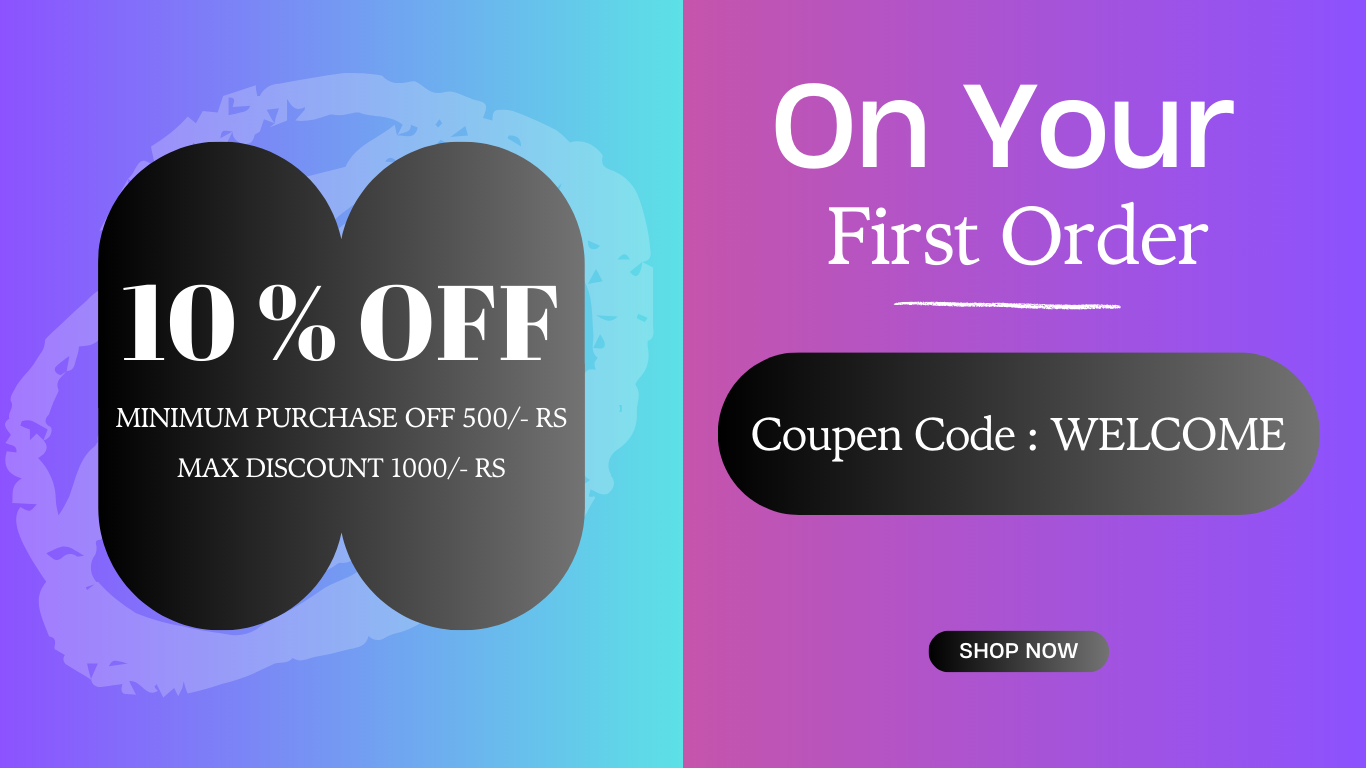 10 % OFF
MINIMUM PURCHASE OFF 500/- RS
MAX DISCOUNT 1000/- RS
On Your
First Order
Coupen Code : WELCOME
SHOP NOW